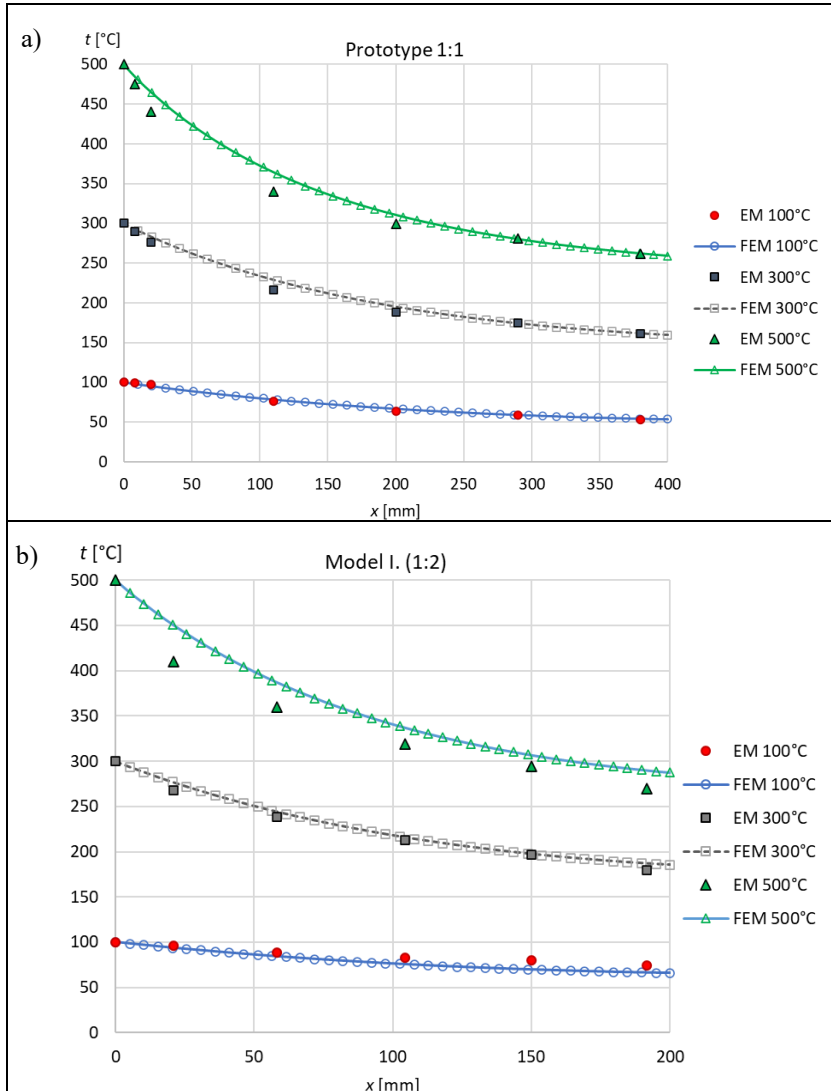 a)
t [°C]
Prototype 1:1
500
450
400
350
300
250
200
150
100
50
0
0 50 100 150 200 250 300 350 400
x [mm]
EM 100°C
FEM 100°C
EM 300°C
FEM 300°C
EM 500°C
FEM 500°C
b)
t [°C]
Model I. (1:2)
500
450
400
350
300
250
200
150
100
50
0
0 50 100 150 200
x [mm]
EM 100°C
FEM 100°C
EM 300°C
FEM 300°C
EM 500°C
FEM 500°C